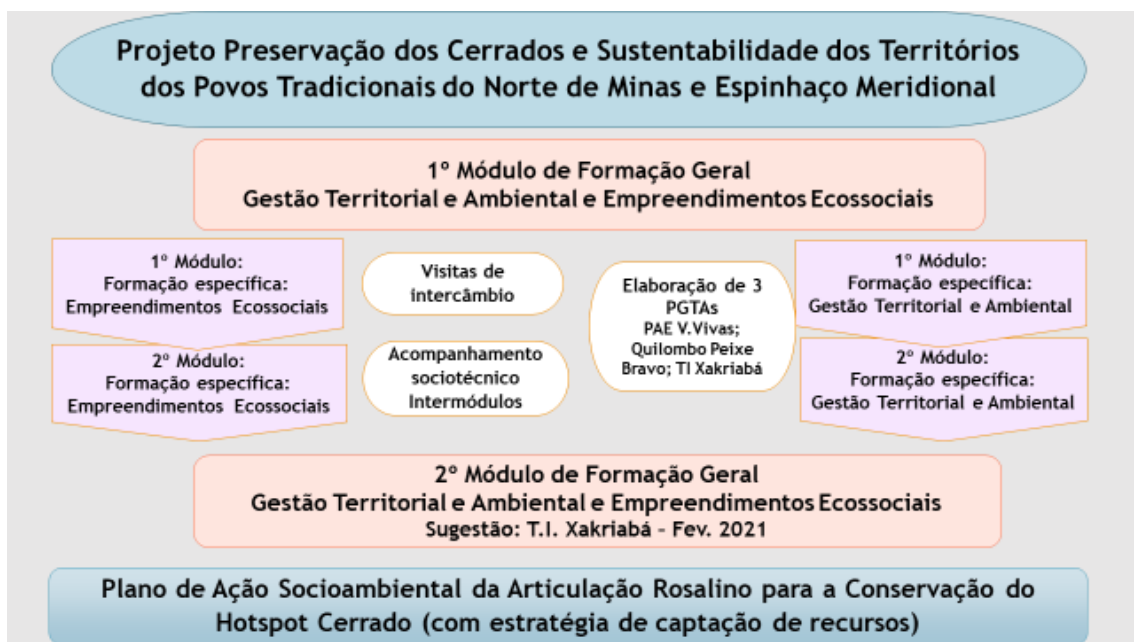 Projeto Preservação dos Cerrados e Sustentabilidade dos Territórios
dos Povos Tradicionais do Norte de Minas e Espinhaço Meridional
1º Módulo de Formação Geral
Gestão Territorial e Ambiental e Empreendimentos Ecossociais
1º Módulo:
Formação específica:
Empreendimentos Ecossociais
2º Módulo:
Formação específica:
Empreendimentos Ecossociais
Visitas de
intercâmbio
Acompanhamento
sociotécnico
Intermódulos
Elaboração de 3
PGTAs
PAE V.Vivas;
Quilombo Peixe
Bravo; TI Xakriabá
1º Módulo:
Formação específica:
Gestão Territorial e Ambiental
2º Módulo:
Formação específica:
Gestão Territorial e Ambiental
2º Módulo de Formação Geral
Gestão Territorial e Ambiental e Empreendimentos Ecossociais
Sugestão: T.I. Xakriabá - Fev. 2021
Plano de Ação Socioambiental da Articulação Rosalino para a Conservação do
Hotspot Cerrado (com estratégia de captação de recursos)